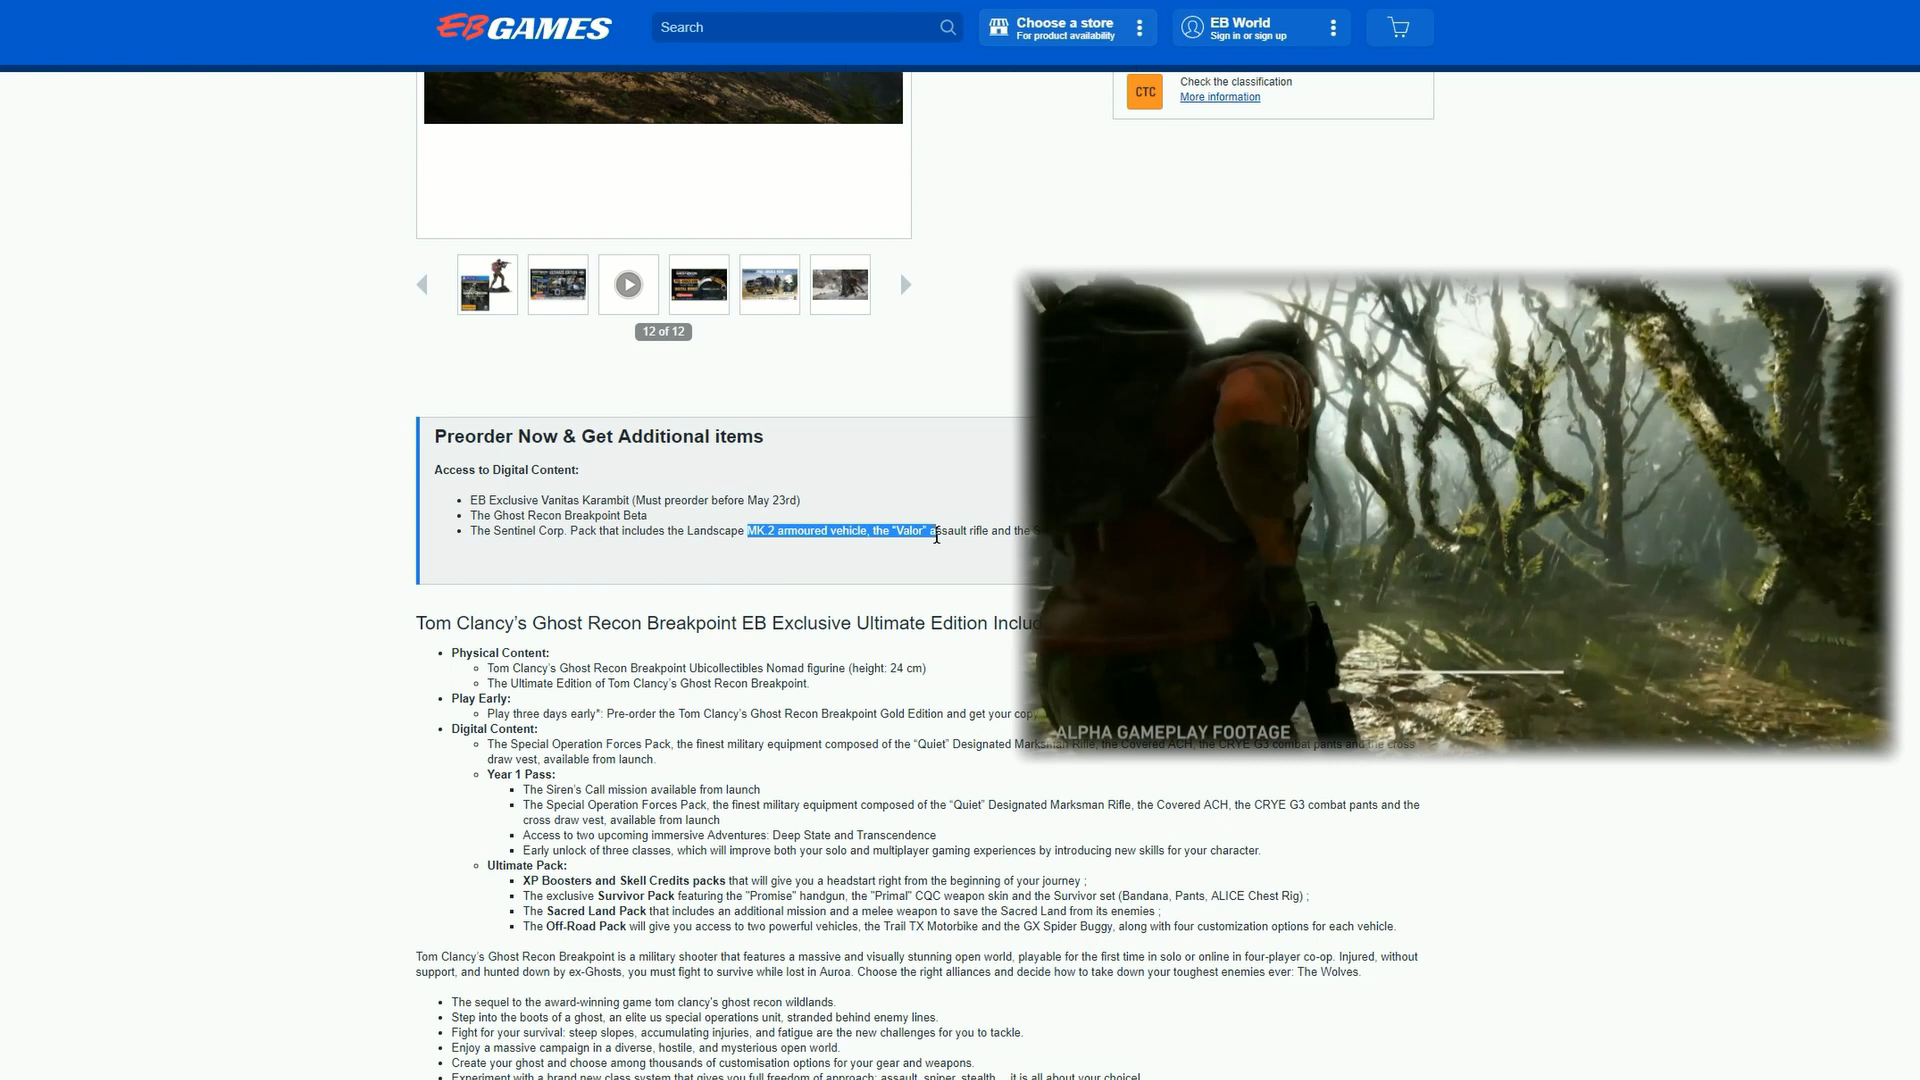 EB GAMES
Search
Choose a store
For product availability
EB World
Sign in or sign up
CTC
Check the classification
More information
12 of 12
Preorder Now & Get Additional items
Access to Digital Content:
EB Exclusive Vanitas Karambit (Must preorder before May 23rd)
The Ghost Recon Breakpoint Beta
The Sentinel Corp. Pack that includes the Landscape MK.2 armoured vehicle, the "Valor" assault rifle and the
Tom Clancy's Ghost Recon Breakpoint EB Exclusive Ultimate Edition
Physical Content:
Tom Clancy's Ghost Recon Breakpoint Ubicollectibles Nomad figurine (height: 24 cm)
The Ultimate Edition of Tom Clancy's Ghost Recon Breakpoint.
Play Early:
Play three days early*: Pre-order the Tom Clancy's Ghost Recon Breakpoint Gold Edition and get your
Digital Content:
The Special Operation Forces Pack, the finest military equipment composed of the “Quiet” Designated Marksman Rifle, the Covered ACH, the CRYE G3 combat pants and the cross
draw vest, available from launch.
Year 1 Pass:
The Siren's Call mission available from launch
The Special Operation Forces Pack, the finest military equipment composed of the “Quiet” Designated Marksman Rifle, the Covered ACH, the CRYE G3 combat pants and the
cross draw vest, available from launch
Access to two upcoming immersive Adventures: Deep State and Transcendence
Early unlock of three classes, which will improve both your solo and multiplayer gaming experiences by introducing new skills for your character.
Ultimate Pack:
XP Boosters and Skell Credits packs that will give you a headstart right from the beginning of your journey ;
The exclusive Survivor Pack featuring the "Promise" handgun, the "Primal" CQC weapon skin and the Survivor set (Bandana, Pants, ALICE Chest Rig) ;
The Sacred Land Pack that includes an additional mission and a melee weapon to save the Sacred Land from its enemies ;
The Off-Road Pack will give you access to two powerful vehicles, the Trail TX Motorbike and the GX Spider Buggy, along with four customization options for each vehicle.
Tom Clancy's Ghost Recon Breakpoint is a military shooter that features a massive and visually stunning open world, playable for the first time in solo or online in four-player co-op. Injured, without
support, and hunted down by ex-Ghosts, you must fight to survive while lost in Auroa. Choose the right alliances and decide how to take down your toughest enemies ever: The Wolves.
The sequel to the award-winning game tom clancy's ghost recon wildlands.
Step into the boots of a ghost, an elite us special operations unit, stranded behind enemy lines.
Fight for your survival: steep slopes, accumulating injuries, and fatigue are the new challenges for you to tackle.
Enjoy a massive campaign in a diverse, hostile, and mysterious open world.
Create your ghost and choose among thousands of customisation options for your gear and weapons.
Experiment with a brand new class system that gives you full freedom of approach: assault, sniper, stealth… it is all about your choice!
ALPHA GAMEPLAY FOOTAGE